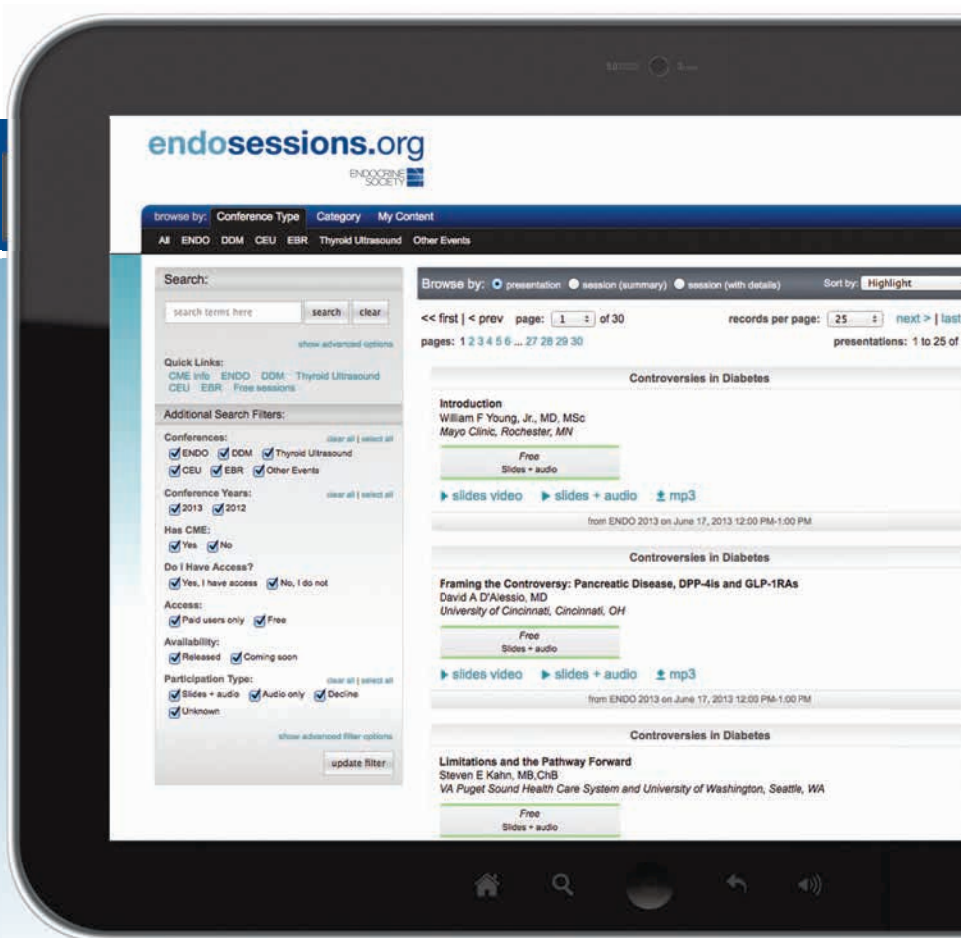 endosessions.org
ENDOCRINE
SOCIETY
browse by: Conference Type Category My Content
All ENDO DDM CEU EBR Thyroid Ultrasound Other Events
Search:
search terms here search clear
show advanced options
Quick Links:
CME info ENDO DDM Thyroid Ultrasound
CEU EBR Free sessions
Additional Search Filters:
Conferences: clear all | select all
ENDO DDM Thyroid Ultrasound
CEU EBR Other Events
Conference Years: clear all | select all
2013 2012
Has CME:
Yes No
Do I Have Access?
Yes, I have access No, I do not
Access:
Paid users only Free
Availability:
Released Coming soon
Participation Type: clear all | select all
Slides + audio Audio only Decline
Unknown
show advanced filter options
update filter
Browse by: presentation session (summary) session (with details) Sort by: Highlight
<< first | < prev page: 1 of 30 records per page: 25 next > | last
pages: 1 2 3 4 5 6 ... 27 28 29 30 presentations: 1 to 25 of
Controversies in Diabetes
Introduction
William F Young, Jr., MD, MSc
Mayo Clinic, Rochester, MN
Free
Slides + audio
slides video slides + audio mp3
from ENDO 2013 on June 17, 2013 12:00 PM-1:00 PM
Controversies in Diabetes
Framing the Controversy: Pancreatic Disease, DPP-4is and GLP-1RAs
David A D'Alessio, MD
University of Cincinnati, Cincinnati, OH
Free
Slides + audio
slides video slides + audio mp3
from ENDO 2013 on June 17, 2013 12:00 PM-1:00 PM
Controversies in Diabetes
Limitations and the Pathway Forward
Steven E Kahn, MB,ChB
VA Puget Sound Health Care System and University of Washington, Seattle, WA
Free
Slides + audio